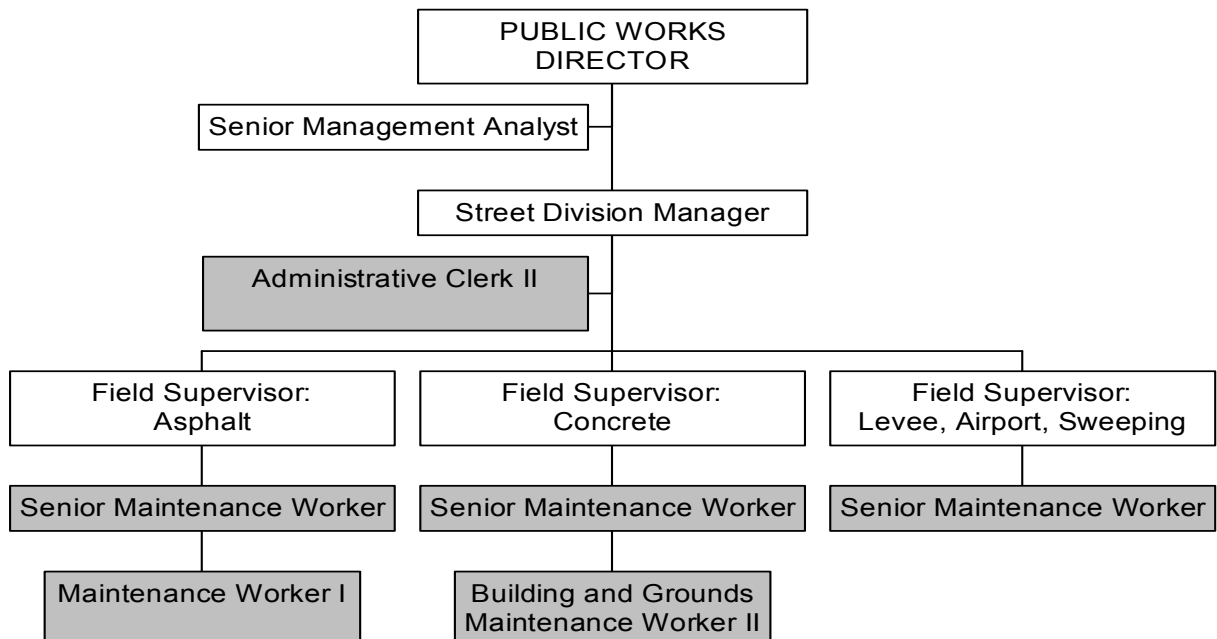 PUBLIC WORKS
DIRECTOR
Senior Management Analyst
Street Division Manager
Administrative Clerk II
Field Supervisor:
Asphalt
Field Supervisor:
Concrete
Field Supervisor:
Levee, Airport, Sweeping
Senior Maintenance Worker
Senior Maintenance Worker
Senior Maintenance Worker
Maintenance Worker I
Building and Grounds
Maintenance Worker II